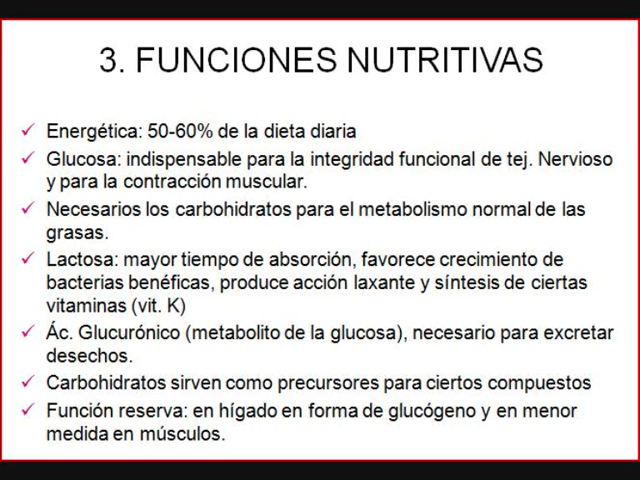 3. FUNCIONES NUTRITIVAS
Energética: 50-60% de la dieta diaria
Glucosa: indispensable para la integridad funcional de tej. Nervioso
y para la contracción muscular.
Necesarios los carbohidratos para el metabolismo normal de las
grasas.
Lactosa: mayor tiempo de absorción, favorece crecimiento de
bacterias benéficas, produce acción laxante y síntesis de ciertas
vitaminas (vit. K)
Ác. Glucurónico (metabolito de la glucosa), necesario para excretar
desechos.
Carbohidratos sirven como precursores para ciertos compuestos
Función reserva: en hígado en forma de glucógeno y en menor
medida en músculos.